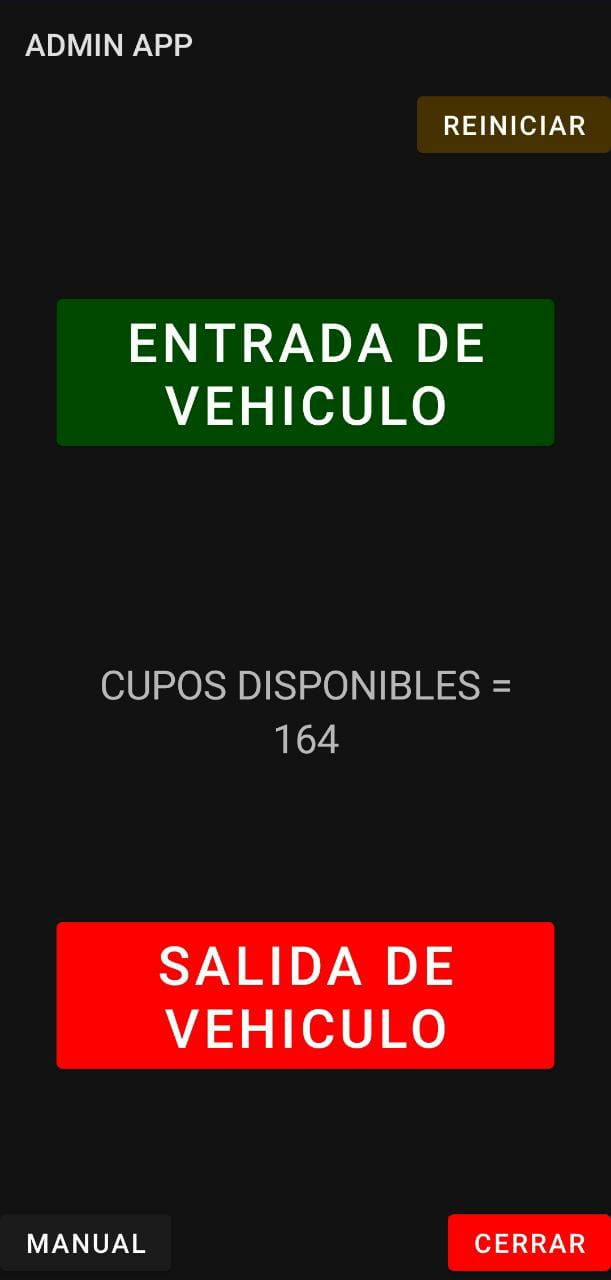 ADMIN APP
REINICIAR
ENTRADA DE
VEHICULO
CUPOS DISPONIBLES =
164
SALIDA DE
VEHICULO
MANUAL
CERRAR